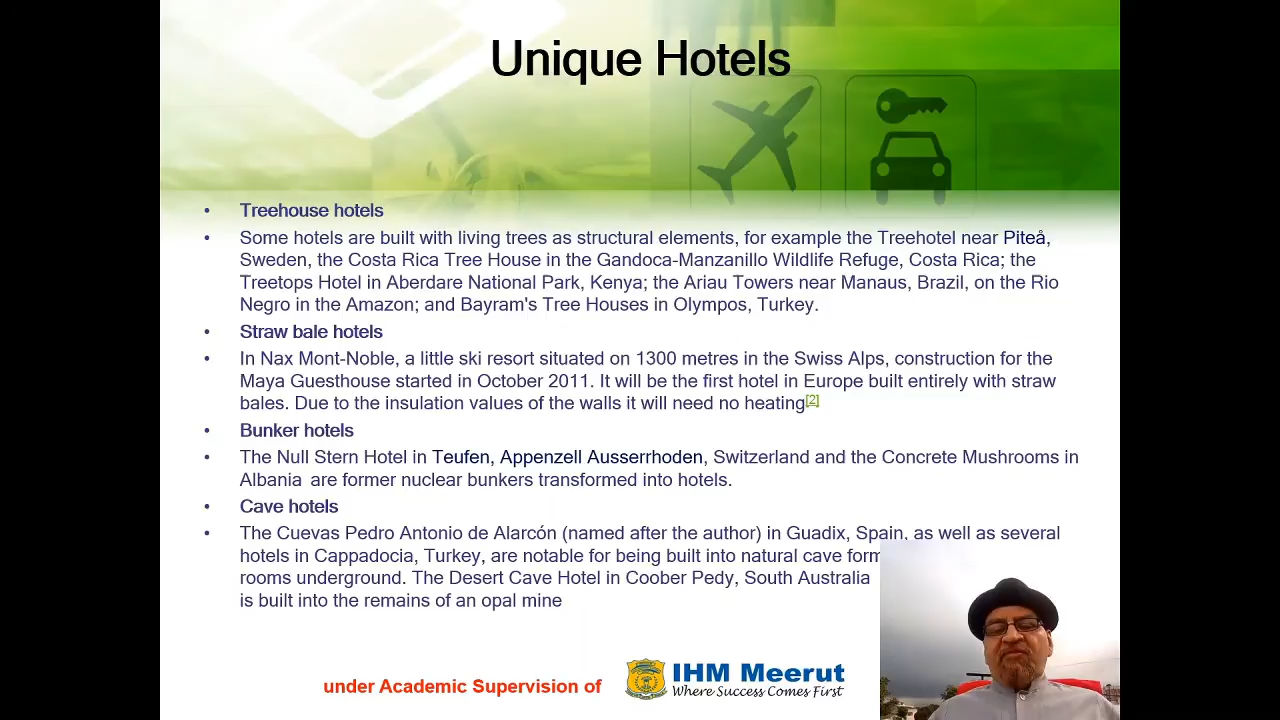 Unique Hotels
• Treehouse hotels
• Some hotels are built with living trees as structural elements, for example the Treehotel near Piteå,
Sweden, the Costa Rica Tree House in the Gandoca-Manzanillo Wildlife Refuge, Costa Rica; the
Treetops Hotel in Aberdare National Park, Kenya; the Ariau Towers near Manaus, Brazil, on the Rio
Negro in the Amazon; and Bayram's Tree Houses in Olympos, Turkey.
• Straw bale hotels
• In Nax Mont-Noble, a little ski resort situated on 1300 metres in the Swiss Alps, construction for the
Maya Guesthouse started in October 2011. It will be the first hotel in Europe built entirely with straw
bales. Due to the insulation values of the walls it will need no heating[2]
• Bunker hotels
• The Null Stern Hotel in Teufen, Appenzell Ausserrhoden, Switzerland and the Concrete Mushrooms in
Albania are former nuclear bunkers transformed into hotels.
• Cave hotels
• The Cuevas Pedro Antonio de Alarcón (named after the author) in Guadix, Spain, as well as several
hotels in Cappadocia, Turkey, are notable for being built into natural cave form
rooms underground. The Desert Cave Hotel in Coober Pedy, South Australia
is built into the remains of an opal mine
under Academic Supervision of
IHM Meerut
Where Success Comes First